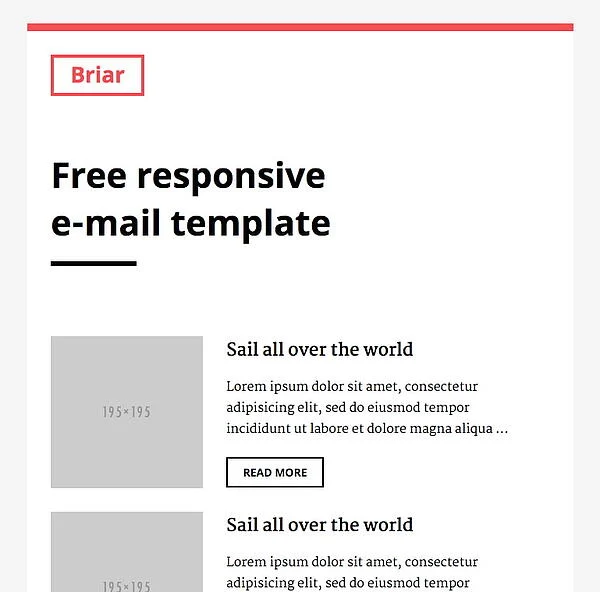 Briar
Free responsive
e-mail template
195×195
Sail all over the world
Lorem ipsum dolor sit amet, consectetur
adipisicing elit, sed do eiusmod tempor
incididunt ut labore et dolore magna aliqua ...
READ MORE
195×195
Sail all over the world
Lorem ipsum dolor sit amet, consectetur
adipisicing elit, sed do eiusmod tempor